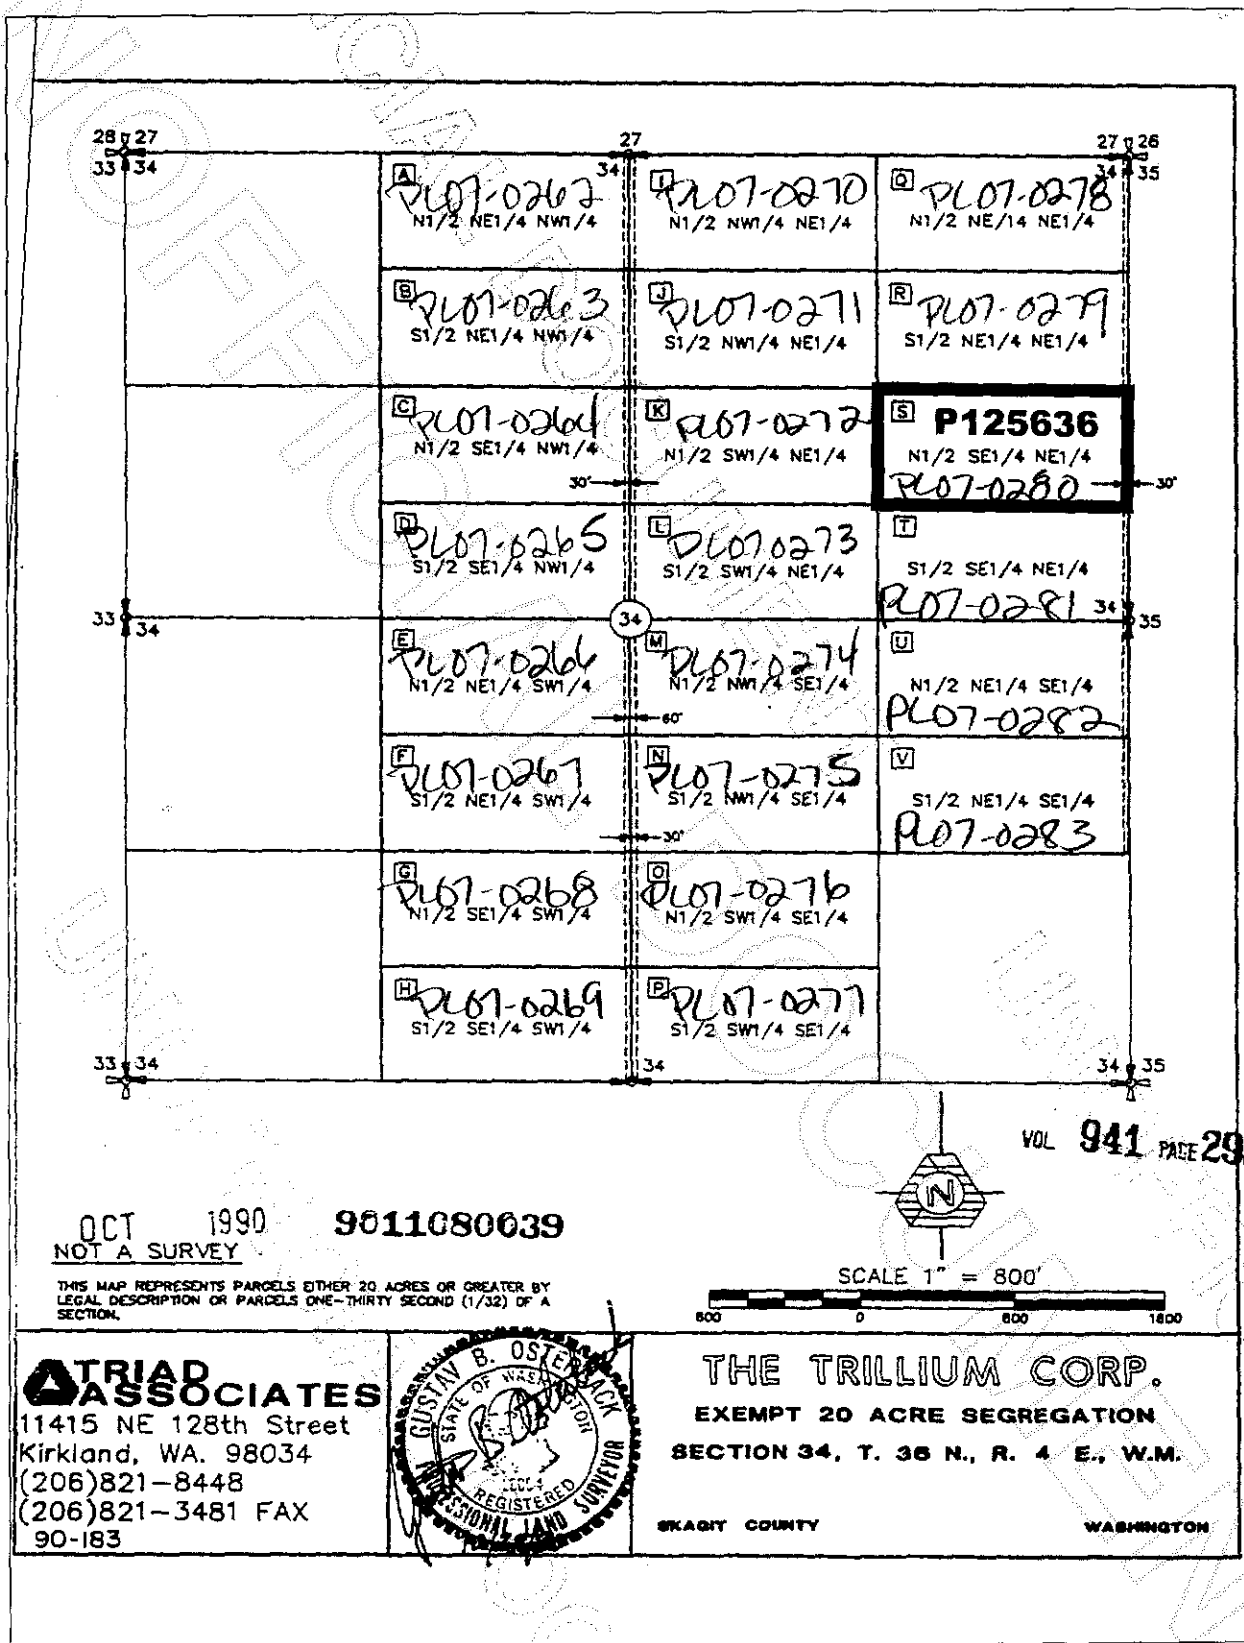 28 27
27
27 26
33 34
34
34 35
A
PL07-0262
N1/2 NE1/4 NW1/4
I
PL07-0270
N1/2 NW1/4 NE1/4
Q
PL07-0278
N1/2 NE/14 NE1/4
B
PL07-0263
S1/2 NE1/4 NW1/4
J
PL07-0271
S1/2 NW1/4 NE1/4
R
PL07-0279
S1/2 NE1/4 NE1/4
C
PL07-0264
N1/2 SE1/4 NW1/4
30'
K
PL07-0272
N1/2 SW1/4 NE1/4
S
P125636
N1/2 SE1/4 NE1/4
PL07-0280
30'
D
PL07-0265
S1/2 SE1/4 NW1/4
L
PL07 0273
S1/2 SW1/4 NE1/4
T
S1/2 SE1/4 NE1/4
PL07-0281
33 34
34
34 35
E
PL07-0266
N1/2 NE1/4 SW1/4
M
PL07-0274
N1/2 NW1/4 SE1/4
60'
U
N1/2 NE1/4 SE1/4
PL07-0282
F
PL07-0267
S1/2 NE1/4 SW1/4
N
PL07-0275
S1/2 NW1/4 SE1/4
30'
V
S1/2 NE1/4 SE1/4
PL07-0283
G
PL07-0268
N1/2 SE1/4 SW1/4
O
PL07-0276
N1/2 SW1/4 SE1/4
H
PL07-0269
S1/2 SE1/4 SW1/4
P
PL07-0277
S1/2 SW1/4 SE1/4
33 34
34
34 35
VOL 941 PAGE 29
N
OCT 1990 9011080039
NOT A SURVEY
THIS MAP REPRESENTS PARCELS EITHER 20 ACRES OR GREATER BY
LEGAL DESCRIPTION OR PARCELS ONE-THIRTY SECOND (1/32) OF A
SECTION.
SCALE 1" = 800'
800 0 800 1600
TRIAD
ASSOCIATES
11415 NE 128th Street
Kirkland, WA. 98034
(206)821-8448
(206)821-3481 FAX
90-183
GUSTAV B. OSTERJACK
STATE OF WASHINGTON
REGISTERED
PROFESSIONAL LAND SURVEYOR
THE TRILLIUM CORP.
EXEMPT 20 ACRE SEGREGATION
SECTION 34, T. 36 N., R. 4 E., W.M.
SKAGIT COUNTY WASHINGTON